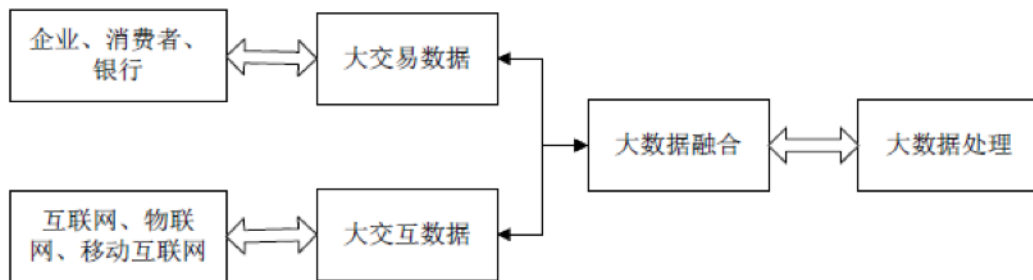 企业、消费者、
银行
大交易数据
大数据融合
大数据处理
互联网、物联
网、移动互联网
大交互数据